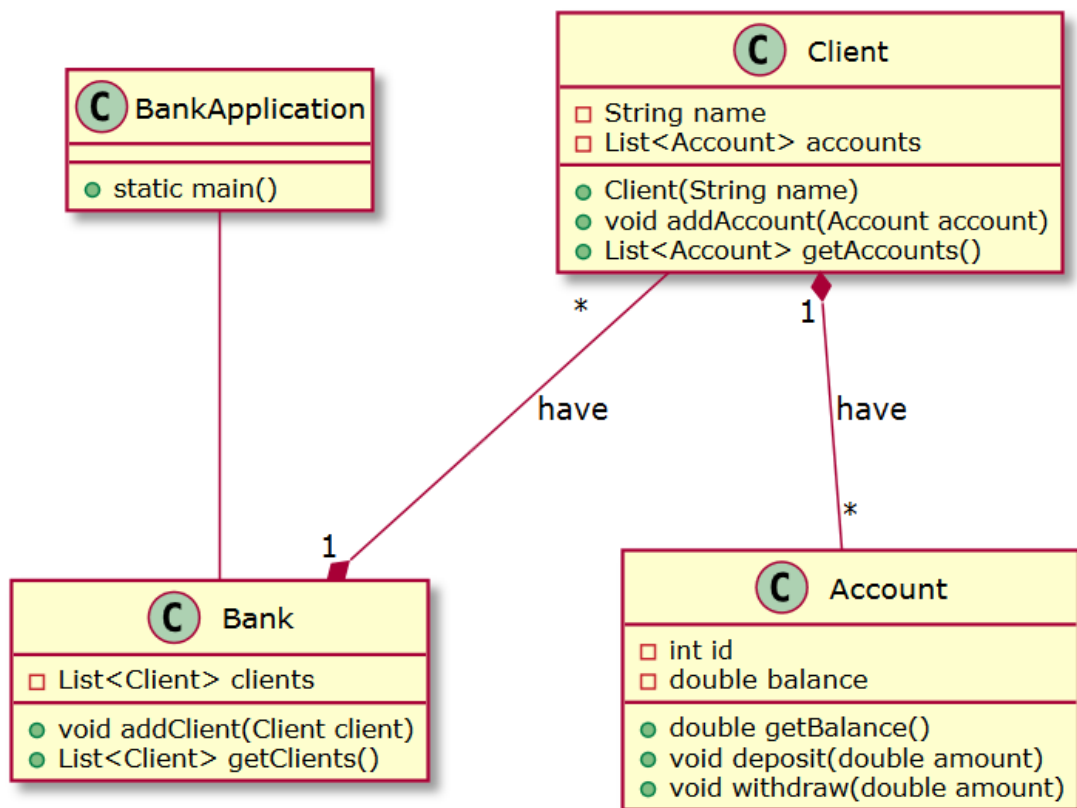 C BankApplication
static main()
C Client
String name
List<Account> accounts
Client(String name)
void addAccount(Account account)
List<Account> getAccounts()
*
1
have
have
1
*
C Bank
List<Client> clients
void addClient(Client client)
List<Client> getClients()
C Account
int id
double balance
double getBalance()
void deposit(double amount)
void withdraw(double amount)